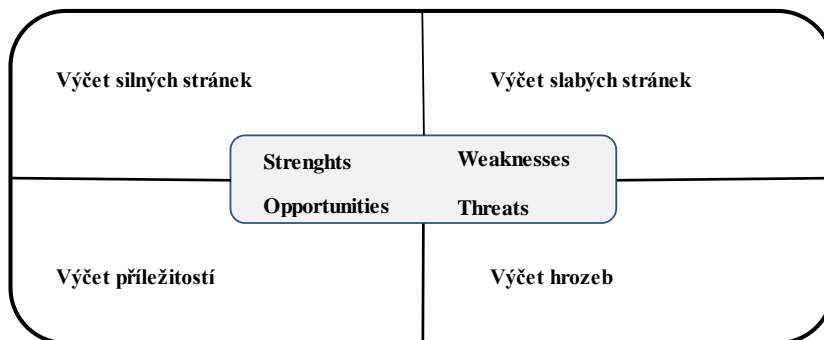 Výčet silných stránek
Výčet slabých stránek
Strenghts
Weaknesses
Opportunities
Threats
Výčet příležitostí
Výčet hrozeb